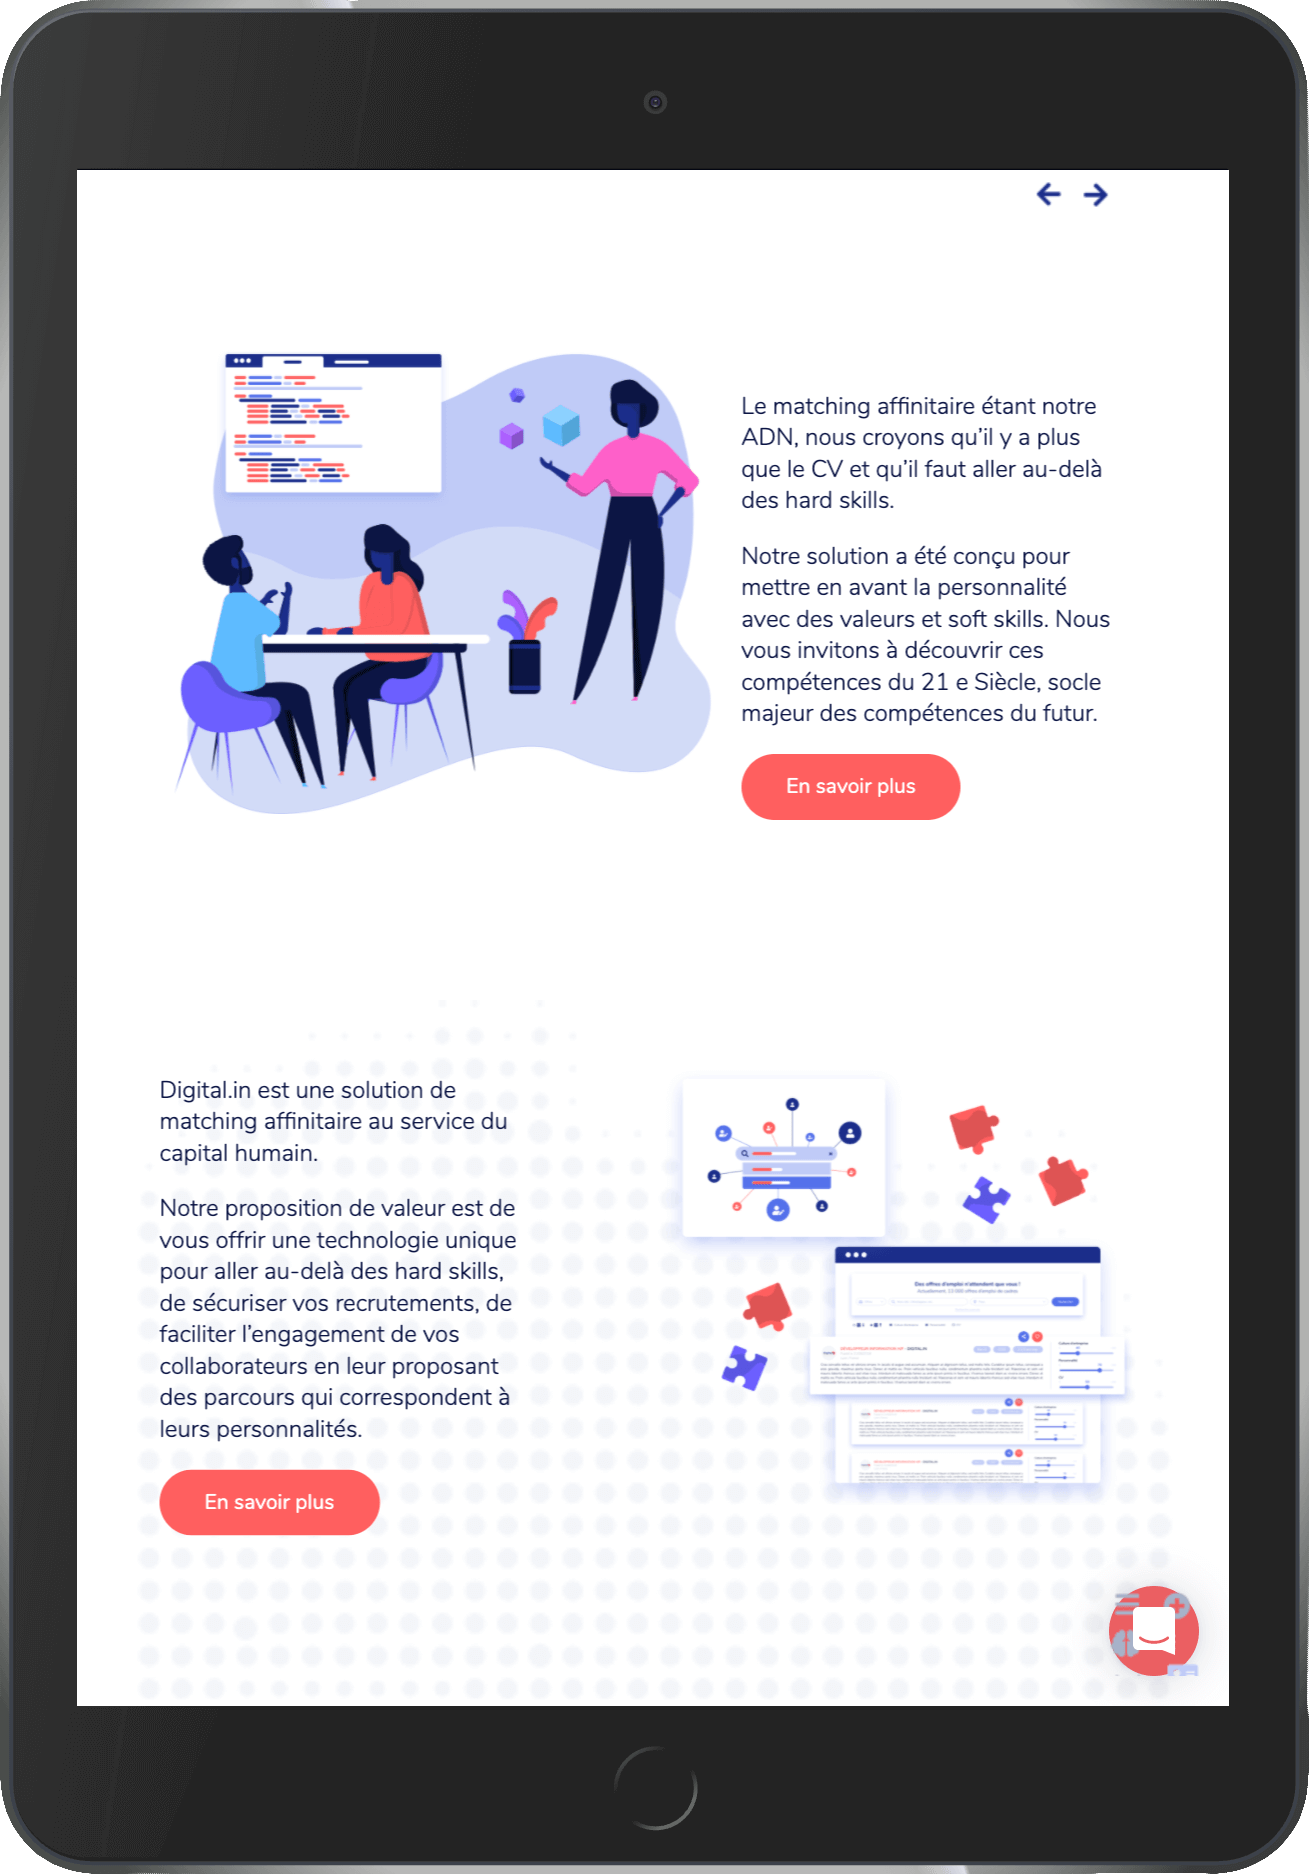 Le matching affinitaire étant notre
ADN, nous croyons qu’il y a plus
que le CV et qu’il faut aller au-delà
des hard skills.
Notre solution a été conçu pour
mettre en avant la personnalité
avec des valeurs et soft skills. Nous
vous invitons à découvrir ces
compétences du 21 e Siècle, socle
majeur des compétences du futur.
En savoir plus
Digital.in est une solution de
matching affinitaire au service du
capital humain.
Notre proposition de valeur est de
vous offrir une technologie unique
pour aller au-delà des hard skills,
de sécuriser vos recrutements, de
faciliter l’engagement de vos
collaborateurs en leur proposant
des parcours qui correspondent à
leurs personnalités.
En savoir plus
Des offres d'emploi n'attendent que vous !